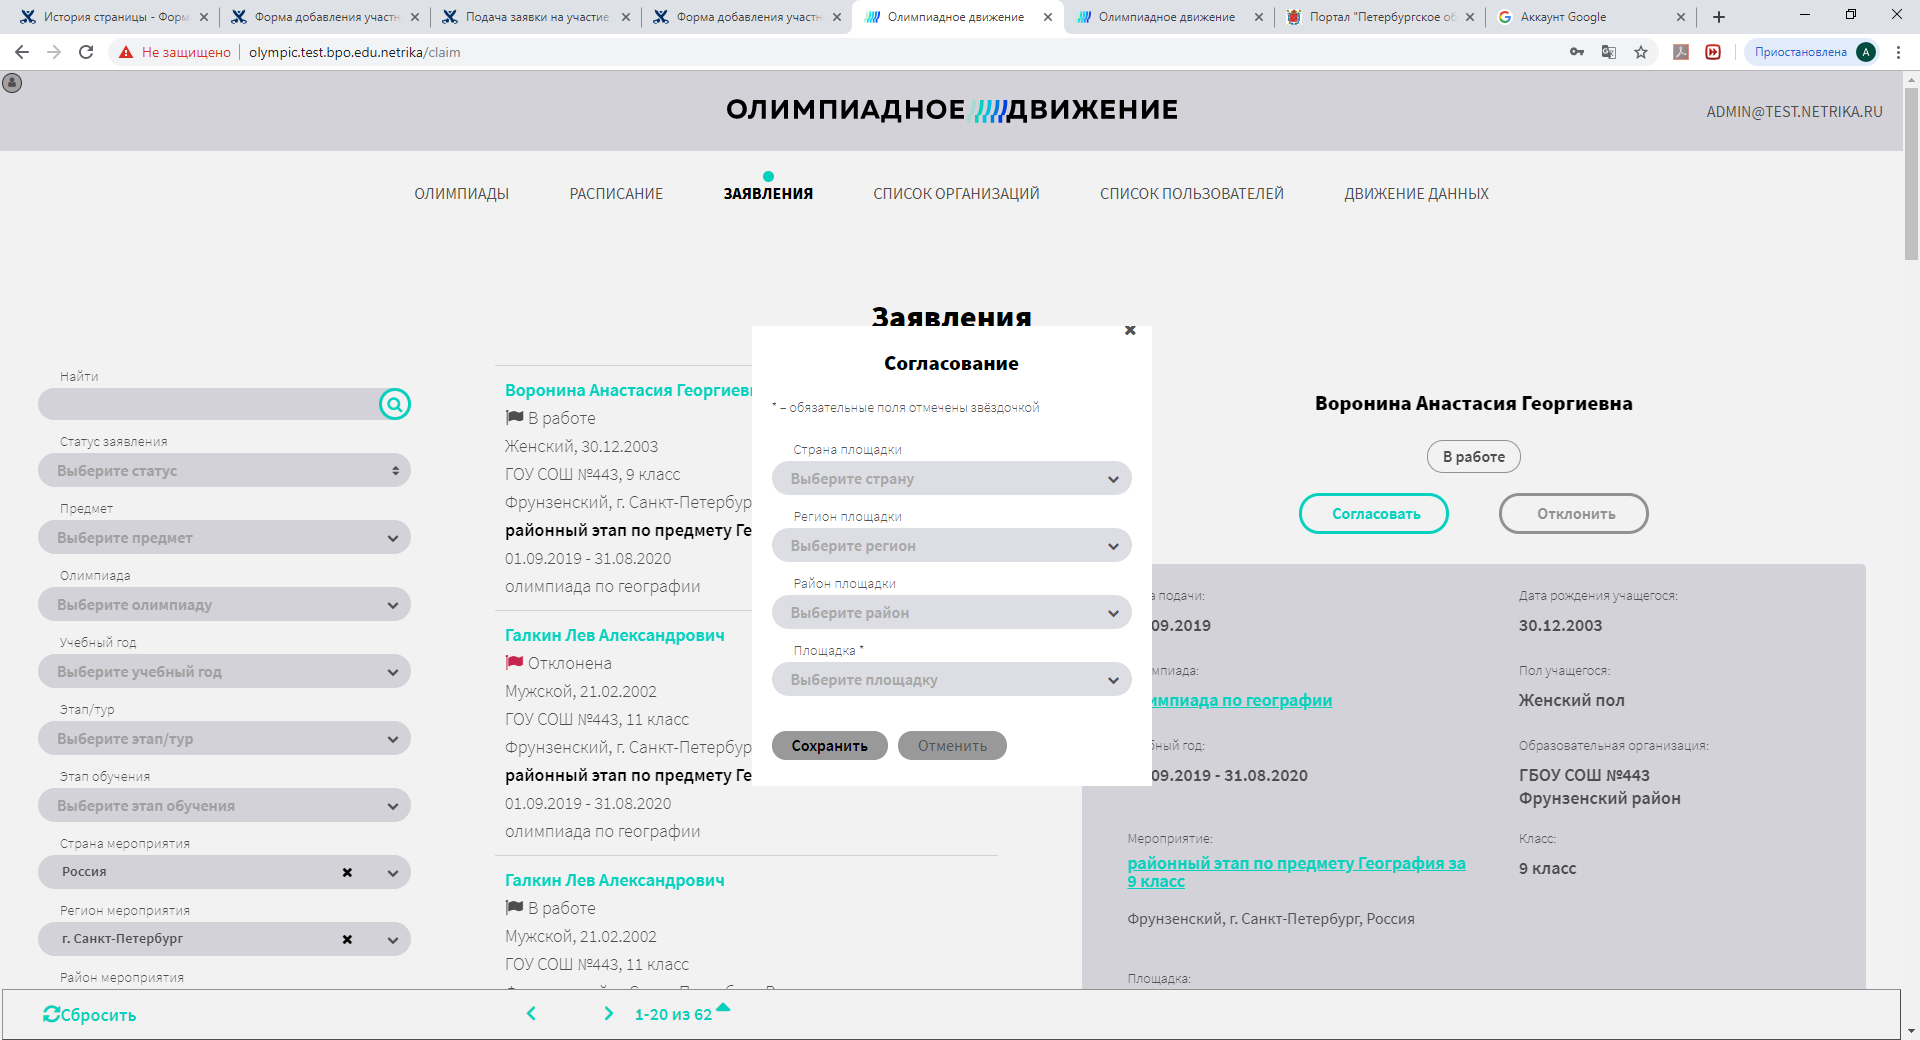 История страницы - Форм
Форма добавления участн
Подача заявки на участие
Форма добавления участн
Олимпиадное движение
Олимпиадное движение
Портал "Петербургское об
Аккаунт Google
Не защищено
olympic.test.bpo.edu.netrika/claim
Приостановлена
A
ОЛИМПИАДНОЕ ДВИЖЕНИЕ
ADMIN@TEST.NETRIKA.RU
ОЛИМПИАДЫ
РАСПИСАНИЕ
ЗАЯВЛЕНИЯ
СПИСОК ОРГАНИЗАЦИЙ
СПИСОК ПОЛЬЗОВАТЕЛЕЙ
ДВИЖЕНИЕ ДАННЫХ
Заявления
Найти
Статус заявления
Выберите статус
Предмет
Выберите предмет
Олимпиада
Выберите олимпиаду
Учебный год
Выберите учебный год
Этап/тур
Выберите этап/тур
Этап обучения
Выберите этап обучения
Страна мероприятия
Россия
Регион мероприятия
г. Санкт-Петербург
Район мероприятия
Сбросить
Воронина Анастасия Георгиев
В работе
Женский, 30.12.2003
ГОУ СОШ №443, 9 класс
Фрунзенский, г. Санкт-Петербур
районный этап по предмету Ге
01.09.2019 - 31.08.2020
олимпиада по географии
Галкин Лев Александрович
Отклонена
Мужской, 21.02.2002
ГОУ СОШ №443, 11 класс
Фрунзенский, г. Санкт-Петербур
районный этап по предмету Ге
01.09.2019 - 31.08.2020
олимпиада по географии
Галкин Лев Александрович
В работе
Мужской, 21.02.2002
ГОУ СОШ №443, 11 класс
1-20 из 62
Согласование
* – обязательные поля отмечены звёздочкой
Страна площадки
Выберите страну
Регион площадки
Выберите регион
Район площадки
Выберите район
Площадка *
Выберите площадку
Сохранить
Отменить
Воронина Анастасия Георгиевна
В работе
Согласовать
Отклонить
а подачи:
09.2019
Дата рождения учащегося:
30.12.2003
мпиада:
импиада по географии
Пол учащегося:
Женский пол
бный год:
09.2019 - 31.08.2020
Образовательная организация:
ГБОУ СОШ №443
Фрунзенский район
Мероприятие:
районный этап по предмету География за
9 класс
Класс:
9 класс
Фрунзенский, г. Санкт-Петербург, Россия
Площадка: